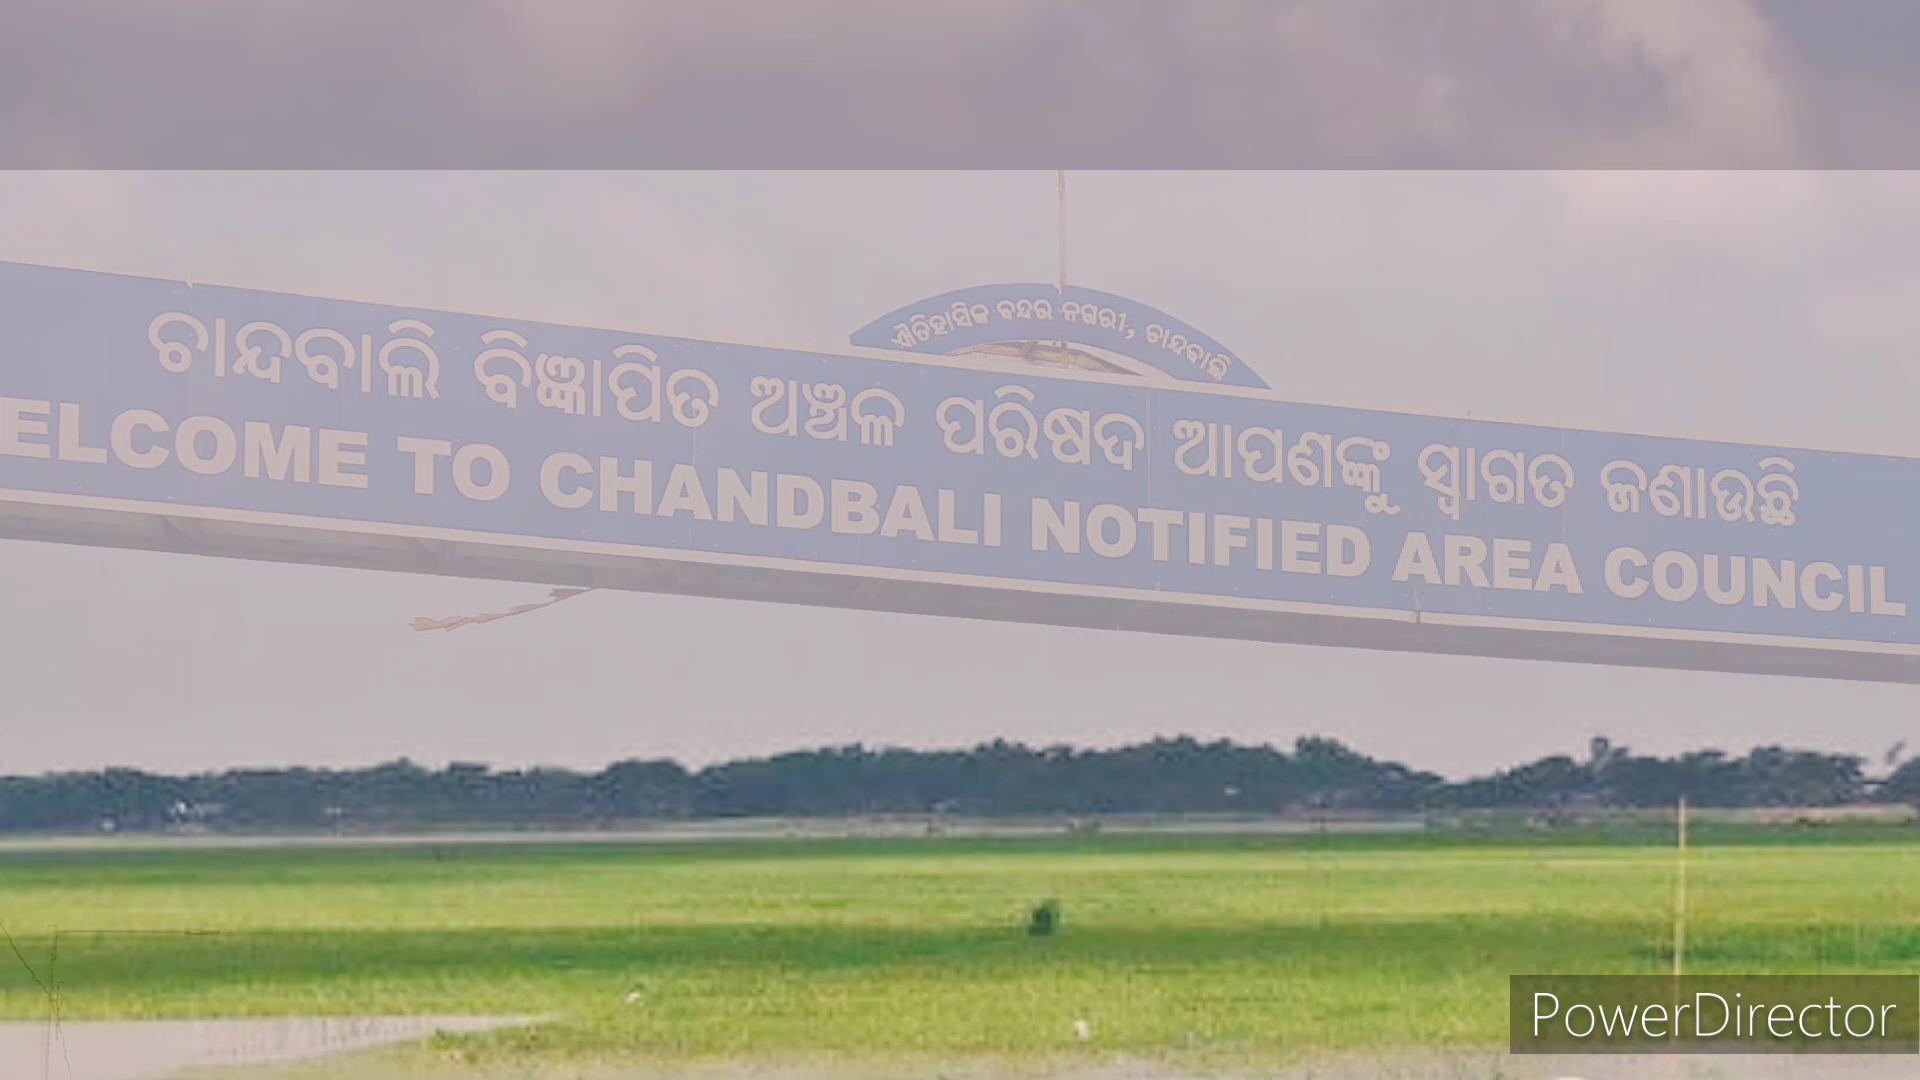 ଐତିହାସିକ ବନ୍ଦର ନଗରୀ, ଚାନ୍ଦବାଲି
ଚାନ୍ଦବାଲି ବିଜ୍ଞାପିତ ଅଞ୍ଚଳ ପରିଷଦ ଆପଣଙ୍କୁ ସ୍ୱାଗତ ଜଣାଉଛି
ELCOME TO CHANDBALI NOTIFIED AREA COUNCIL
PowerDirector